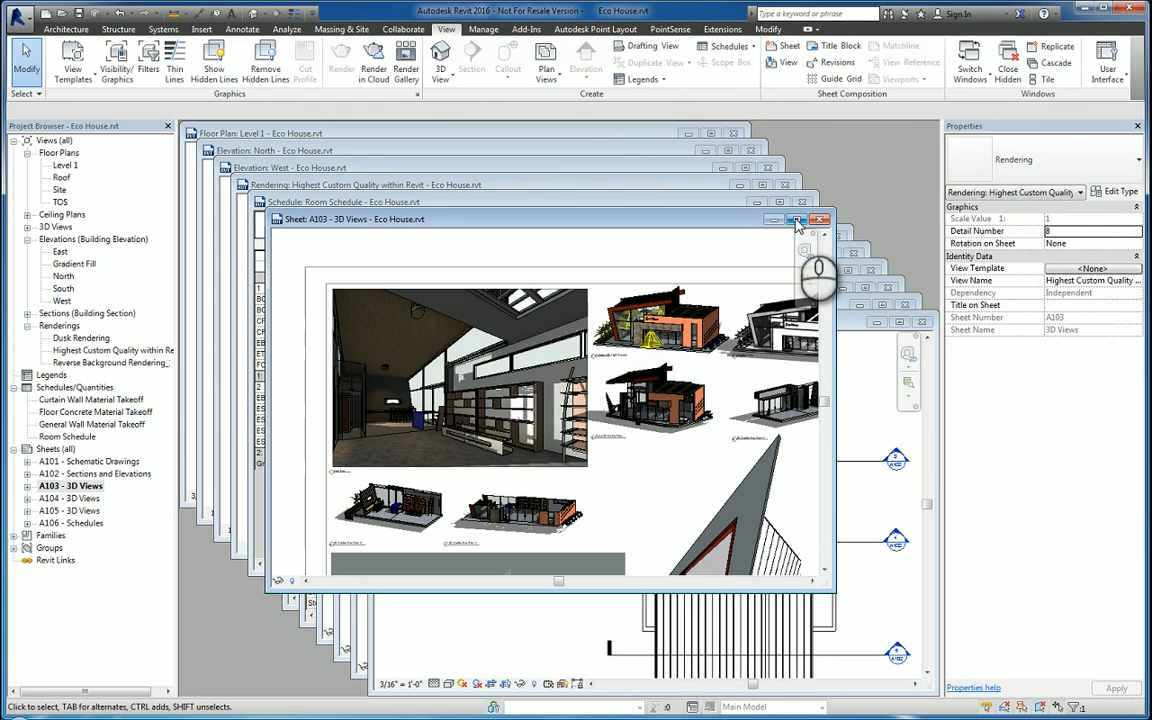 Autodesk Revit 2016 - Not For Resale Version - Eco House.rvt
Type a keyword or phrase
Sign In
Architecture Structure Systems Insert Annotate Analyze Massing & Site Collaborate View Manage Add-Ins Autodesk Point Layout PointSense Extensions Modify
Modify
View Templates
Visibility/ Graphics
Filters
Thin Lines
Show Hidden Lines
Remove Hidden Lines
Cut Profile
Render
Render in Cloud
Render Gallery
3D View
Section
Callout
Plan Views
Elevation
Drafting View
Duplicate View
Legends
Schedules
Scope Box
Sheet
View
Title Block
Revisions
Guide Grid
Matchline
View Reference
Viewports
Switch Windows
Close Hidden
Replicate
Cascade
Tile
User Interface
Select
Graphics
Create
Sheet Composition
Windows
Project Browser - Eco House.rvt
Views (all)
Floor Plans
Level 1
Roof
Site
TOS
Ceiling Plans
3D Views
Elevations (Building Elevation)
East
Gradient Fill
North
South
West
Sections (Building Section)
Renderings
Dusk Rendering
Highest Custom Quality within Re
Reverse Background Rendering_
Legends
Schedules/Quantities
Curtain Wall Material Takeoff
Floor Concrete Material Takeoff
General Wall Material Takeoff
Room Schedule
Sheets (all)
A101 - Schematic Drawings
A102 - Sections and Elevations
A103 - 3D Views
A104 - 3D Views
A105 - 3D Views
A106 - Schedules
Families
Groups
Revit Links
Floor Plan: Level 1 - Eco House.rvt
Elevation: North - Eco House.rvt
Elevation: West - Eco House.rvt
Rendering: Highest Custom Quality within Revit - Eco House.rvt
Schedule: Room Schedule - Eco House.rvt
Sheet: A103 - 3D Views - Eco House.rvt
3/16" = 1'-0"
Properties
Rendering
Rendering: Highest Custom Quality
Edit Type
Graphics
Scale Value 1: 1
Detail Number 8
Rotation on Sheet None
Identity Data
View Template <None>
View Name Highest Custom Quality ...
Dependency Independent
Title on Sheet
Sheet Number A103
Sheet Name 3D Views
Properties help
Apply
Click to select, TAB for alternates, CTRL adds, SHIFT unselects.
:0
Main Model
:1